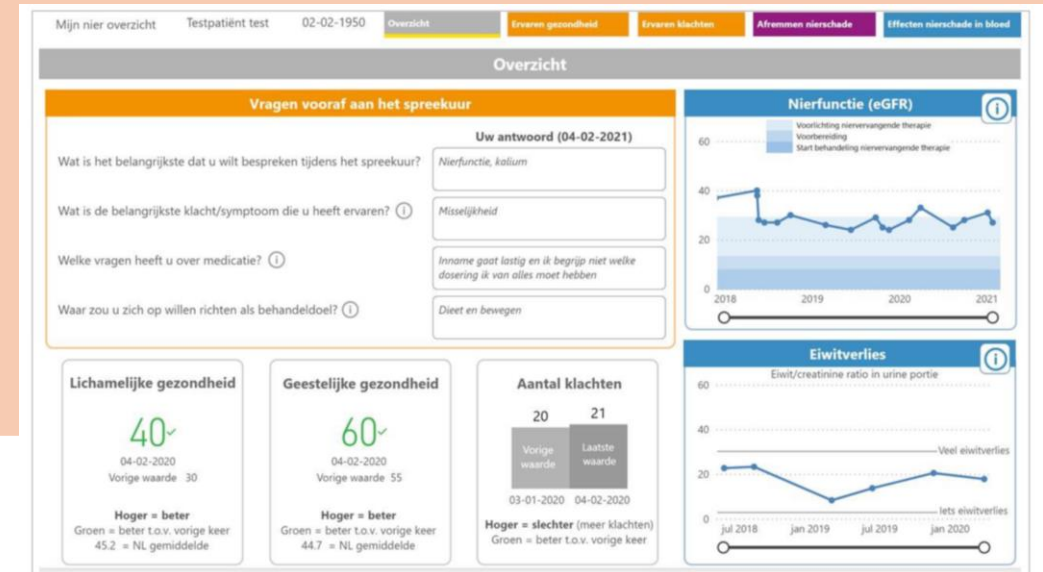 Mijn nier overzicht Testpatiënt test 02-02-1950 Overzicht Ervaren gezondheid Ervaren klachten Afremmen nierschade Effecten nierschade in bloed
Overzicht
Vragen vooraf aan het spreekuur
Uw antwoord (04-02-2021)
Wat is het belangrijkste dat u wilt bespreken tijdens het spreekuur? Nierfunctie, kalium
Wat is de belangrijkste klacht/symptoom die u heeft ervaren? i Misselijkheid
Welke vragen heeft u over medicatie? i Inname gaat lastig en ik begrijp niet welke
dosering ik van alles moet hebben
Waar zou u zich op willen richten als behandeldoel? i Dieet en bewegen
Nierfunctie (eGFR) i
Voorlichting niervervangende therapie
Voorbereiding
Start behandeling niervervangende therapie
60
40
20
0
2018 2019 2020 2021
Lichamelijke gezondheid
40
04-02-2020
Vorige waarde 30
Hoger = beter
Groen = beter t.o.v. vorige keer
45.2 = NL gemiddelde
Geestelijke gezondheid
60
04-02-2020
Vorige waarde 55
Hoger = beter
Groen = beter t.o.v. vorige keer
44.7 = NL gemiddelde
Aantal klachten
20 21
Vorige waarde
Laatste waarde
03-01-2020 04-02-2020
Hoger = slechter (meer klachten)
Groen = beter t.o.v. vorige keer
Eiwitverlies i
Eiwit/creatinine ratio in urine portie
60
40
Veel eiwitverlies
20
Iets eiwitverlies
0
jul 2018 jan 2019 jul 2019 jan 2020